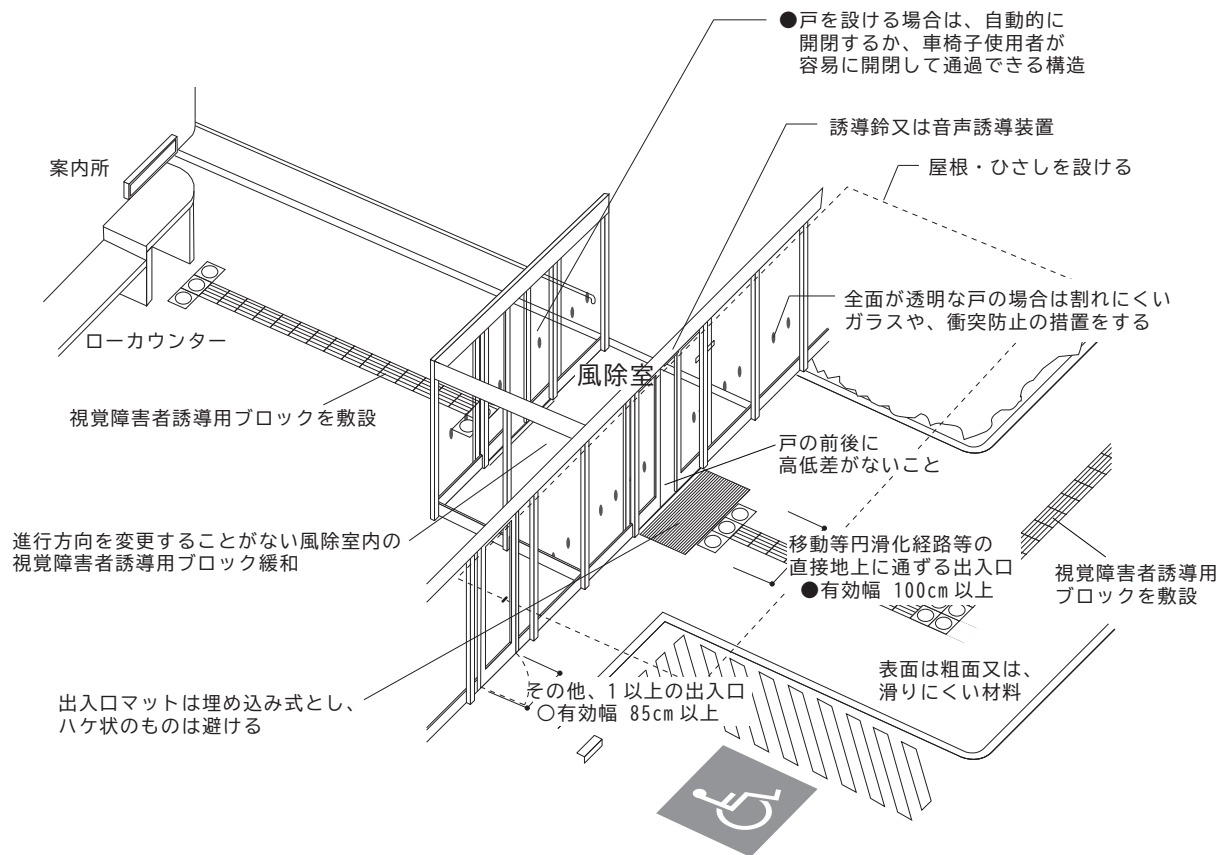 ●戸を設ける場合は、自動的に
開閉するか、車椅子使用者が
容易に開閉して通過できる構造
誘導鈴又は音声誘導装置
屋根・ひさしを設ける
案内所
全面が透明な戸の場合は割れにくい
ガラスや、衝突防止の措置をする
ローカウンター
風除室
視覚障害者誘導用ブロックを敷設
戸の前後に
高低差がないこと
進行方向を変更することがない風除室内の
視覚障害者誘導用ブロック緩和
移動等円滑化経路等の
直接地上に通ずる出入口
●有効幅 100cm以上
視覚障害者誘導用
ブロックを敷設
表面は粗面又は、
滑りにくい材料
その他、1以上の出入口
○有効幅 85cm以上
出入口マットは埋め込み式とし、
ハケ状のものは避ける